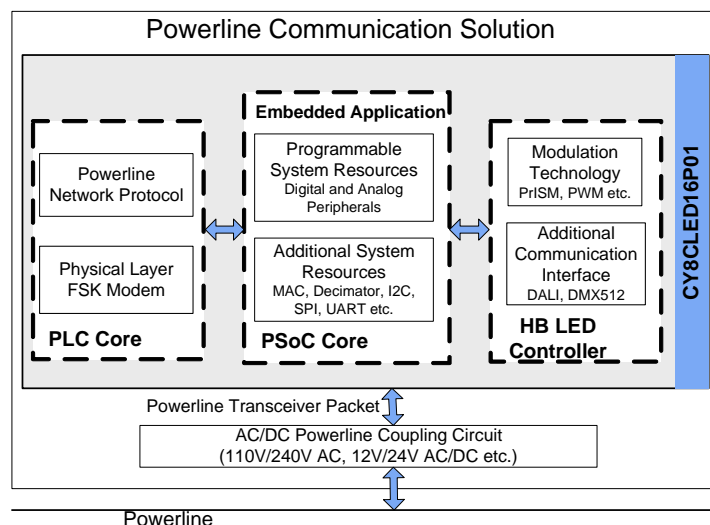 Powerline Communication Solution
Powerline
Network Protocol
Physical Layer
FSK Modem
PLC Core
Embedded Application
Programmable
System Resources
Digital and Analog
Peripherals
Additional System
Resources
MAC, Decimator, I2C,
SPI, UART etc.
PSoC Core
Modulation
Technology
PrISM, PWM etc.
Additional
Communication
Interface
DALI, DMX512
HB LED
Controller
CY8CLED16P01
Powerline Transceiver Packet
AC/DC Powerline Coupling Circuit
(110V/240V AC, 12V/24V AC/DC etc.)
Powerline